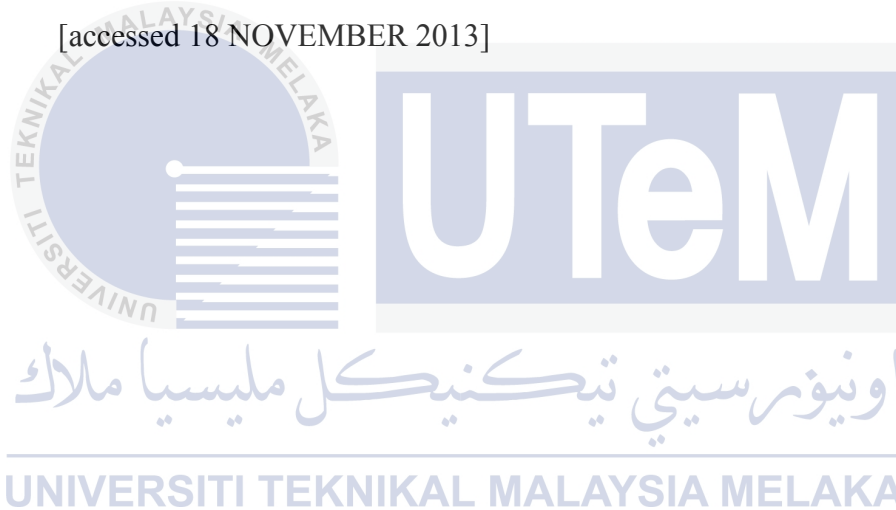 [accessed 18 NOVEMBER 2013]
UNIVERSITI TEKNIKAL MALAYSIA MELAKA
UTeM
اونيۏرسيتي تيكنيكل مليسيا ملاك
UNIVERSITI TEKNIKAL MALAYSIA MELAKA